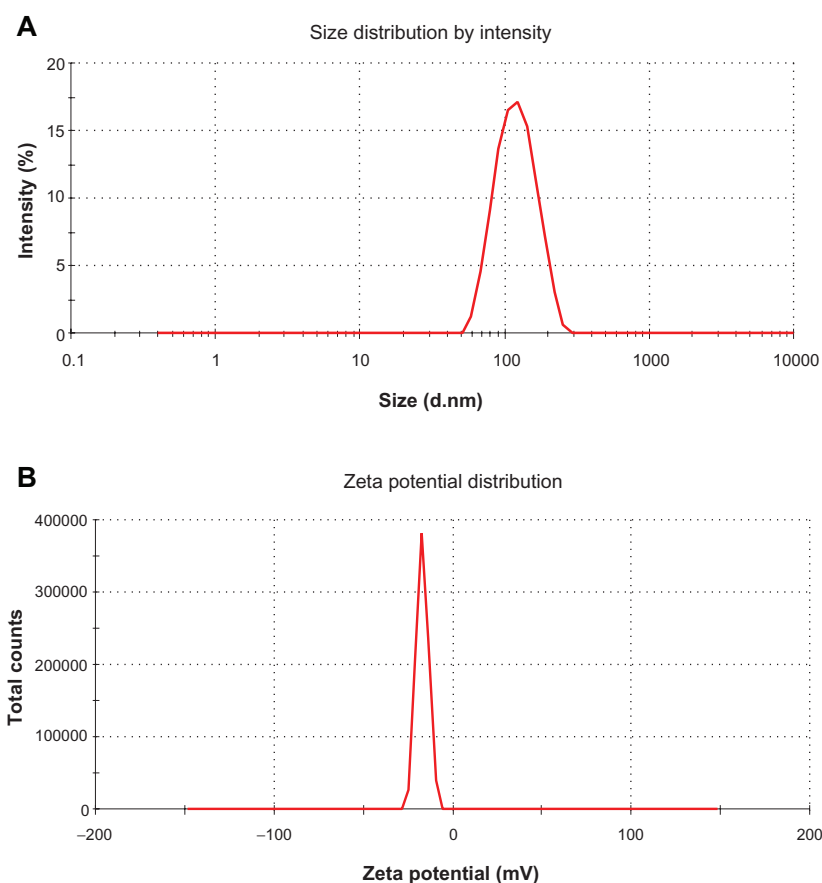 A
Size distribution by intensity
20
15
10
5
0
Intensity (%)
0.1 1 10 100 1000 10000
Size (d.nm)
B
Zeta potential distribution
400000
300000
200000
100000
0
Total counts
−200 −100 0 100 200
Zeta potential (mV)